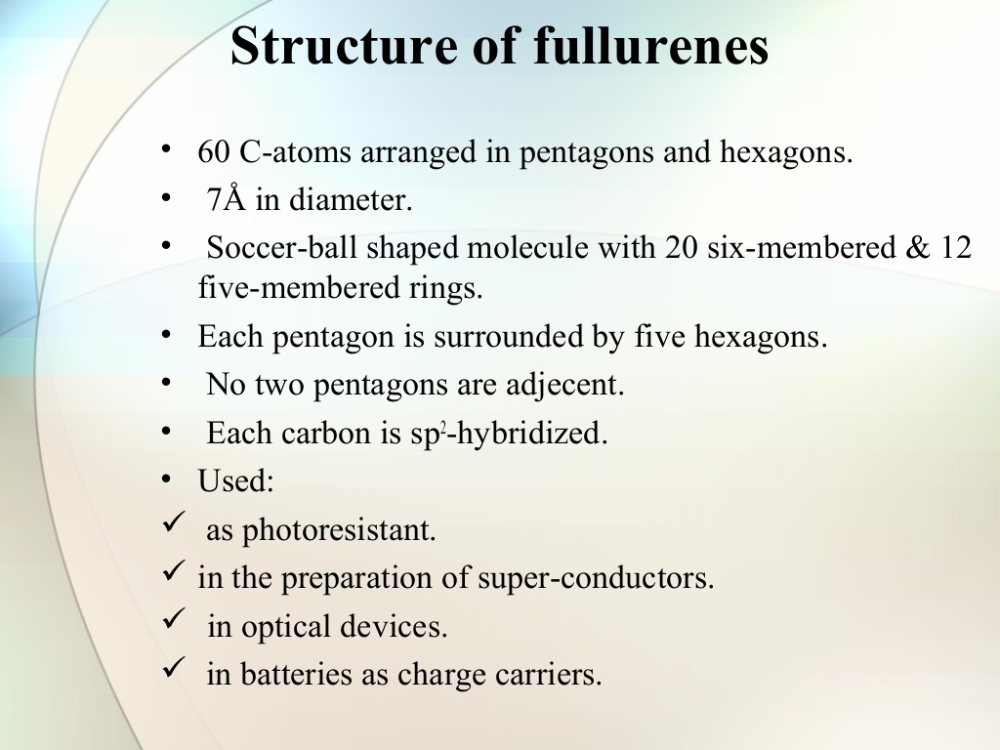 Structure of fullurenes
• 60 C-atoms arranged in pentagons and hexagons.
• 7Å in diameter.
• Soccer-ball shaped molecule with 20 six-membered & 12
five-membered rings.
• Each pentagon is surrounded by five hexagons.
• No two pentagons are adjecent.
• Each carbon is sp²-hybridized.
• Used:
✓ as photoresistant.
✓ in the preparation of super-conductors.
✓ in optical devices.
✓ in batteries as charge carriers.